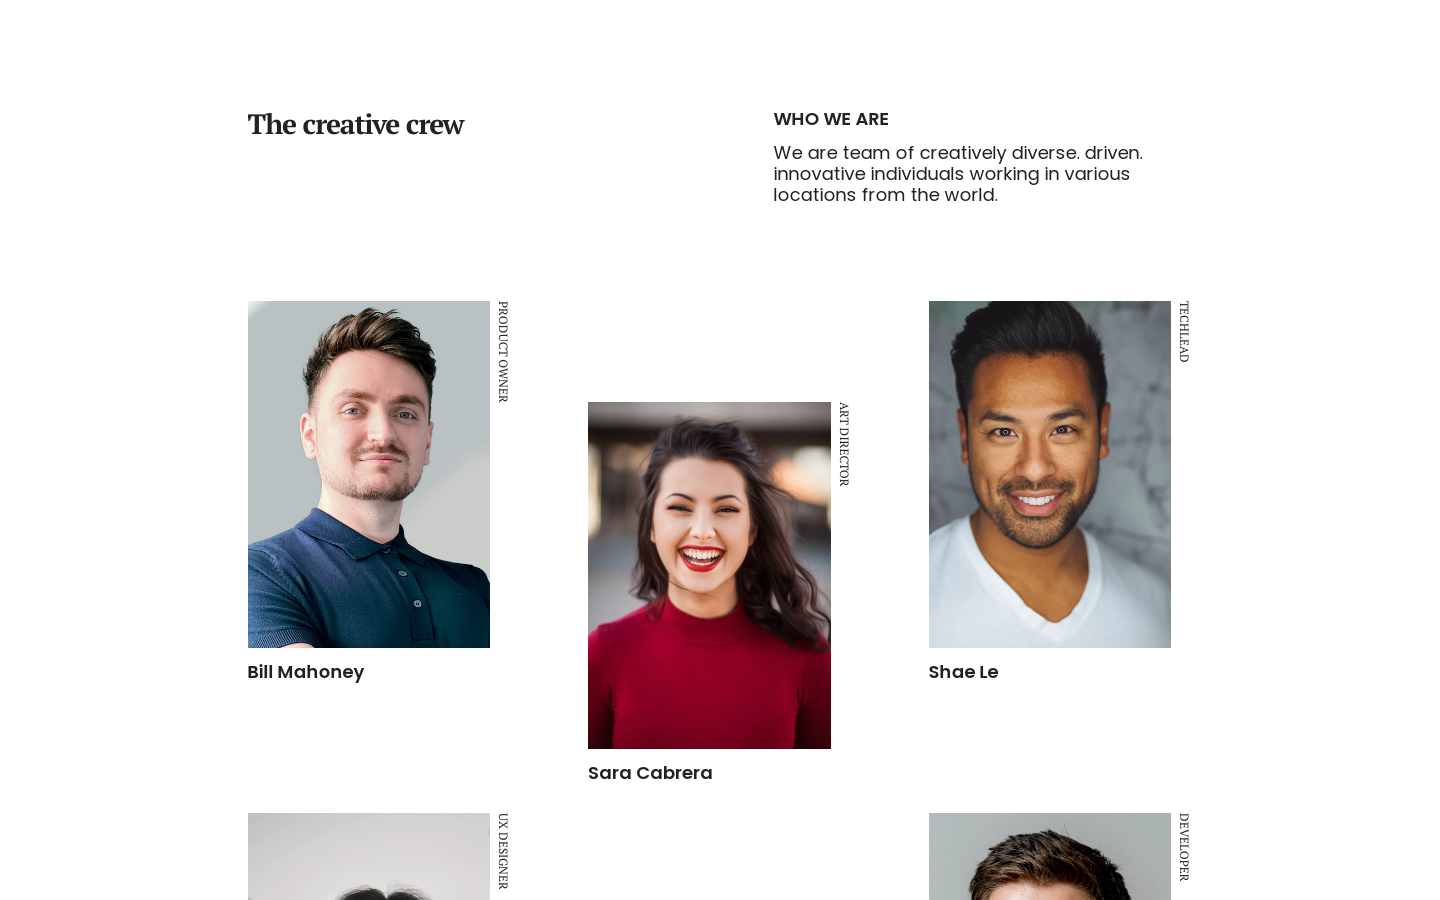 The creative crew
WHO WE ARE
We are team of creatively diverse. driven.
innovative individuals working in various
locations from the world.
PRODUCT OWNER
Bill Mahoney
ART DIRECTOR
Sara Cabrera
TECHLEAD
Shae Le
UX DESIGNER
DEVELOPER